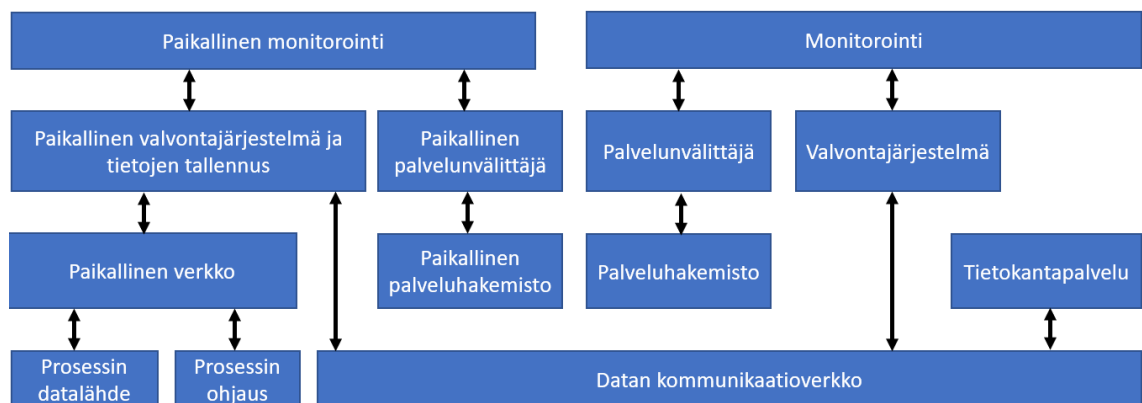 Paikallinen monitorointi
Monitorointi
Paikallinen valvontajärjestelmä ja
tietojen tallennus
Paikallinen
palvelunvälittäjä
Palvelunvälittäjä
Valvontajärjestelmä
Paikallinen verkko
Paikallinen
palveluhakemisto
Palveluhakemisto
Tietokantapalvelu
Prosessin
datalähde
Prosessin
ohjaus
Datan kommunikaatioverkko